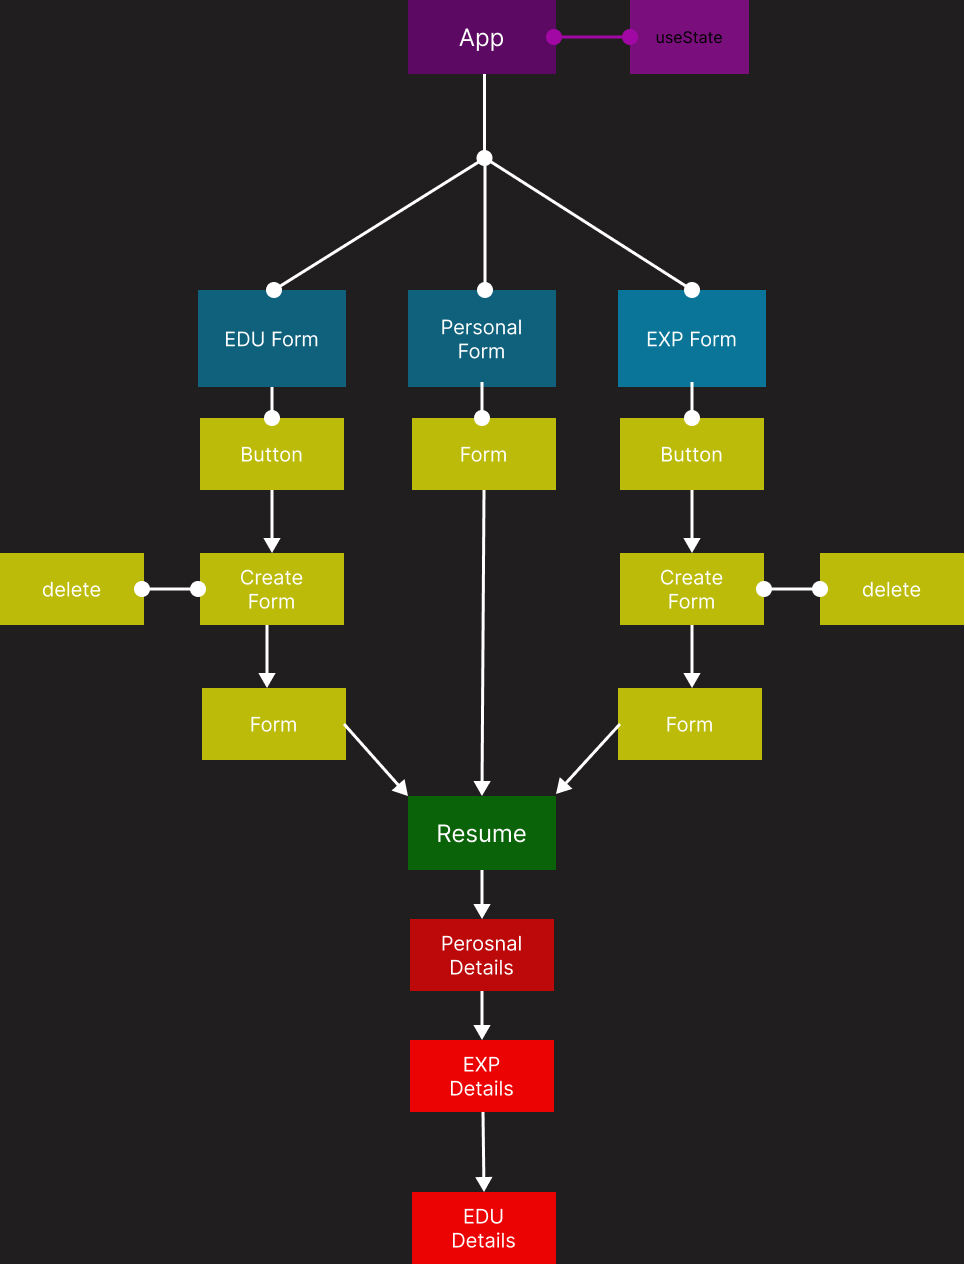 App
useState
EDU Form
Personal
Form
EXP Form
Button
Form
Button
delete
Create
Form
Create
Form
delete
Form
Form
Resume
Perosnal
Details
EXP
Details
EDU
Details